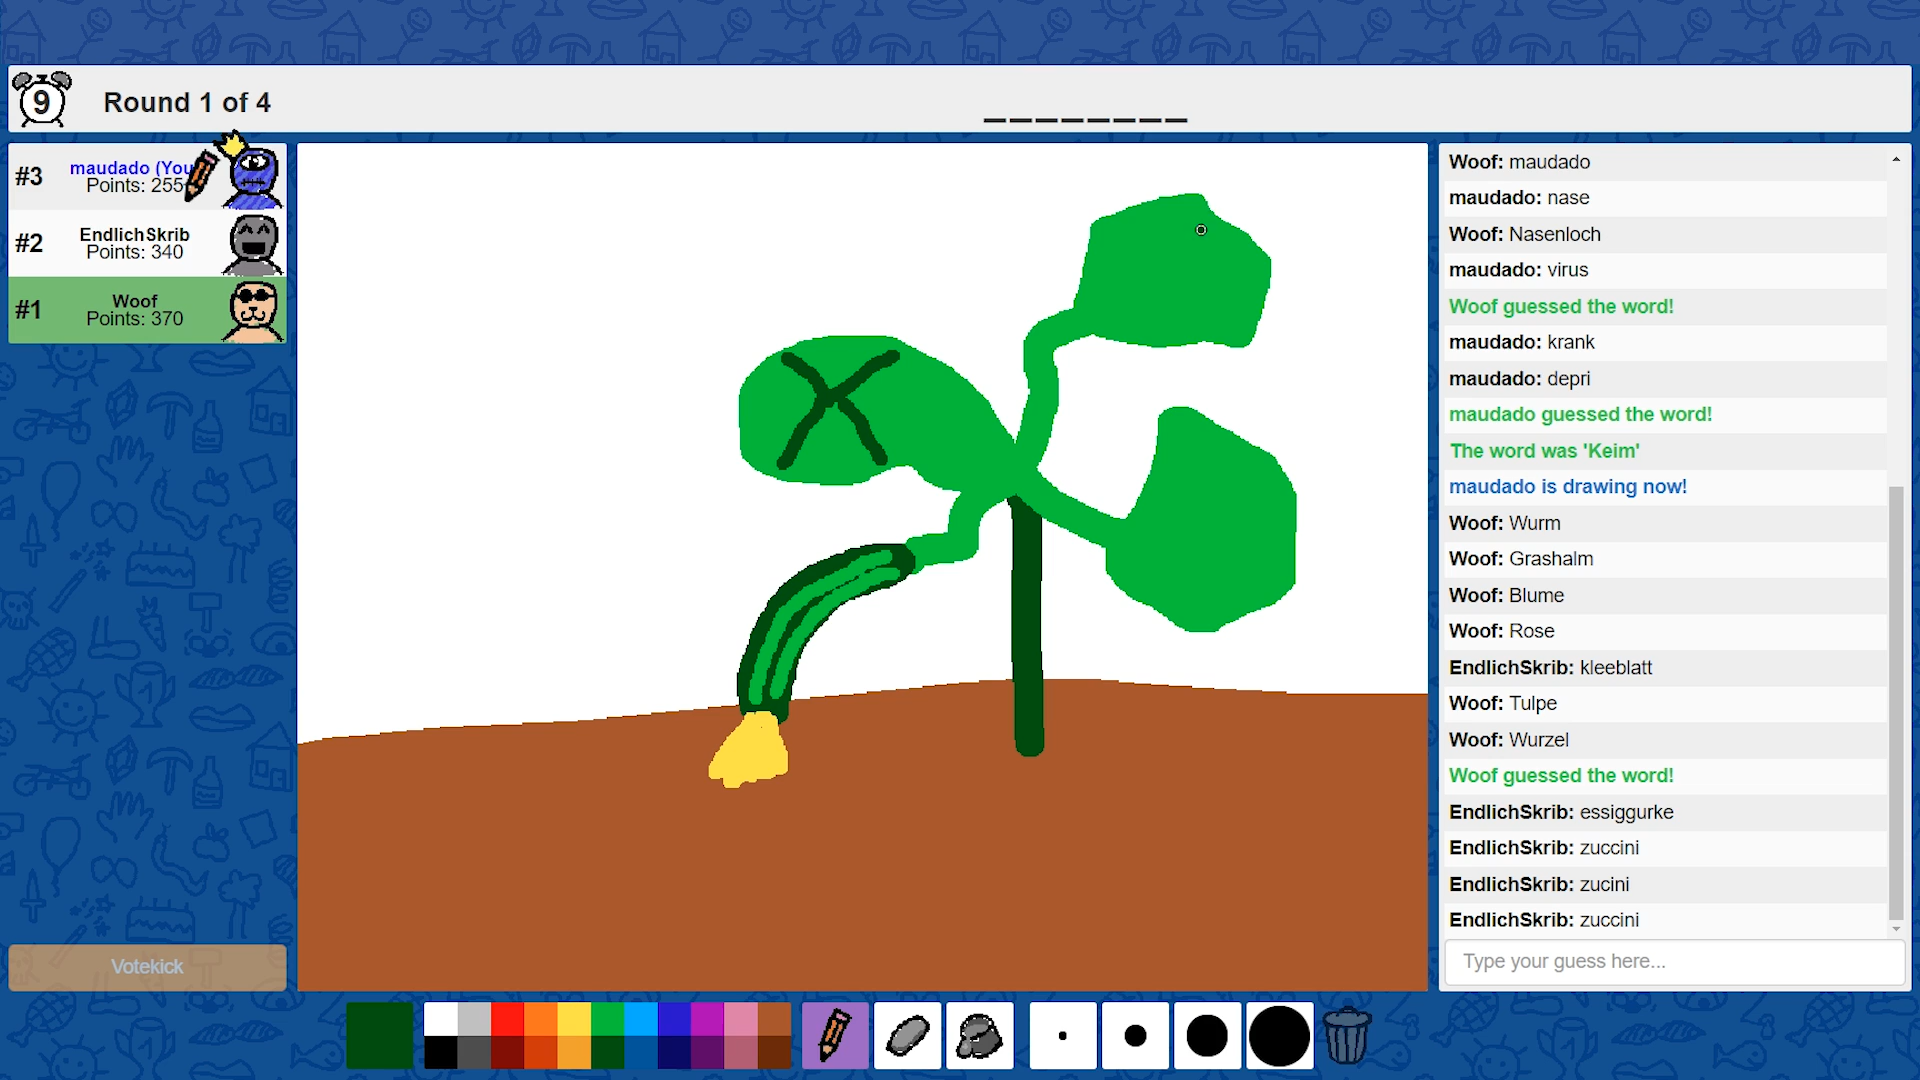 9
Round 1 of 4
________
#3
maudado (You
Points: 255
#2
EndlichSkrib
Points: 340
#1
Woof
Points: 370
Votekick
Woof: maudado
maudado: nase
Woof: Nasenloch
maudado: virus
Woof guessed the word!
maudado: krank
maudado: depri
maudado guessed the word!
The word was 'Keim'
maudado is drawing now!
Woof: Wurm
Woof: Grashalm
Woof: Blume
Woof: Rose
EndlichSkrib: kleeblatt
Woof: Tulpe
Woof: Wurzel
Woof guessed the word!
EndlichSkrib: essiggurke
EndlichSkrib: zuccini
EndlichSkrib: zucini
EndlichSkrib: zuccini
Type your guess here...